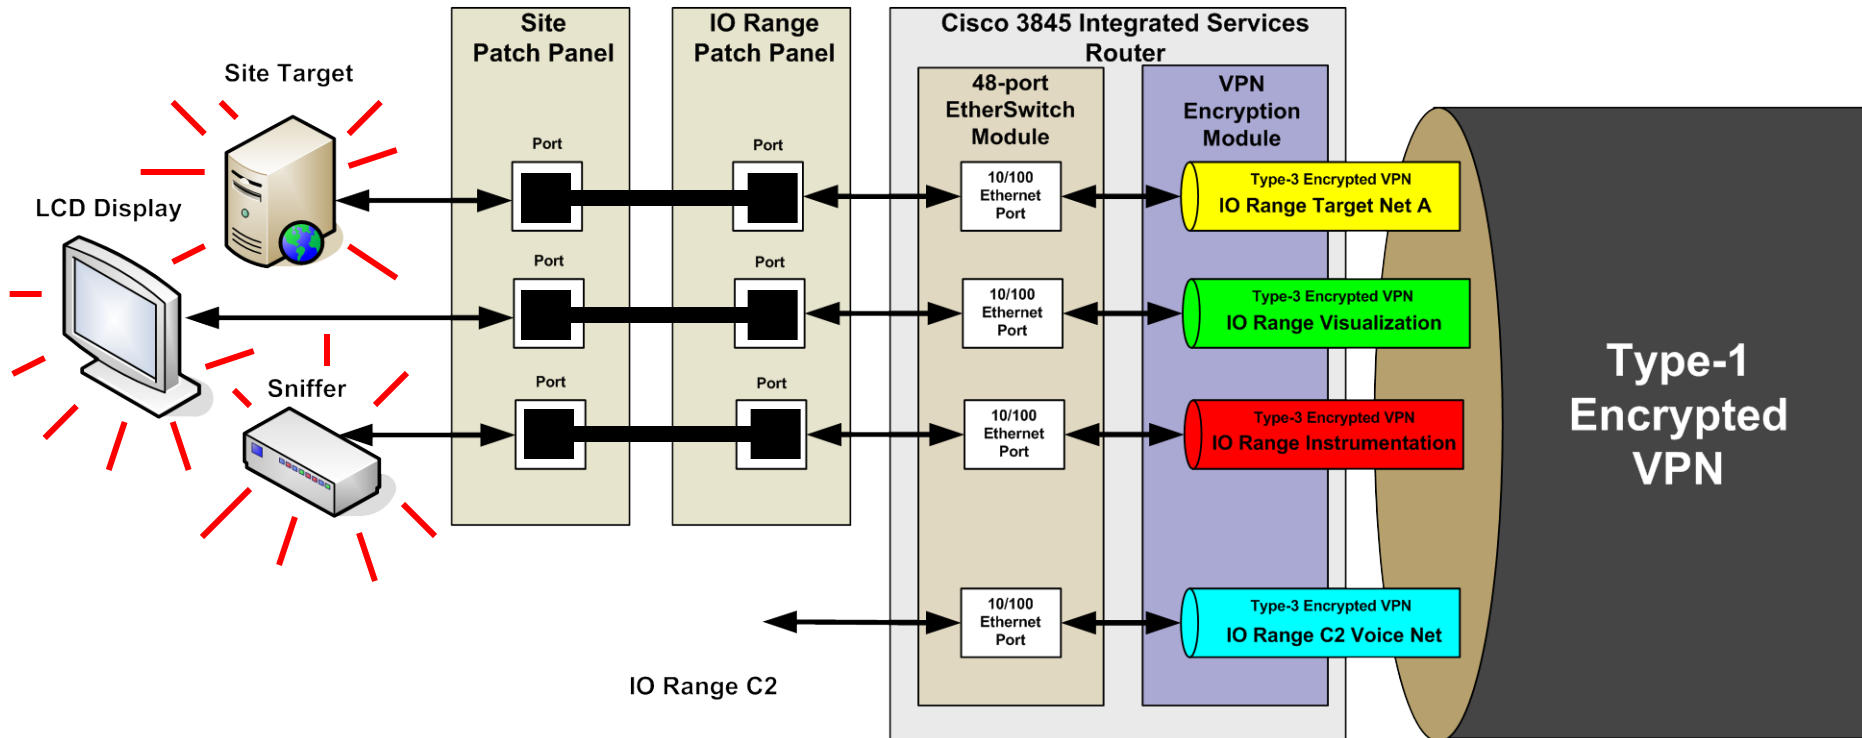 Site
Patch Panel
IO Range
Patch Panel
Cisco 3845 Integrated Services
Router
48-port
EtherSwitch
Module
VPN
Encryption
Module
Site Target
LCD Display
Sniffer
Port
Port
10/100
Ethernet
Port
Type-3 Encrypted VPN
IO Range Target Net A
Port
Port
10/100
Ethernet
Port
Type-3 Encrypted VPN
IO Range Visualization
Port
Port
10/100
Ethernet
Port
Type-3 Encrypted VPN
IO Range Instrumentation
10/100
Ethernet
Port
Type-3 Encrypted VPN
IO Range C2 Voice Net
IO Range C2
Type-1
Encrypted
VPN